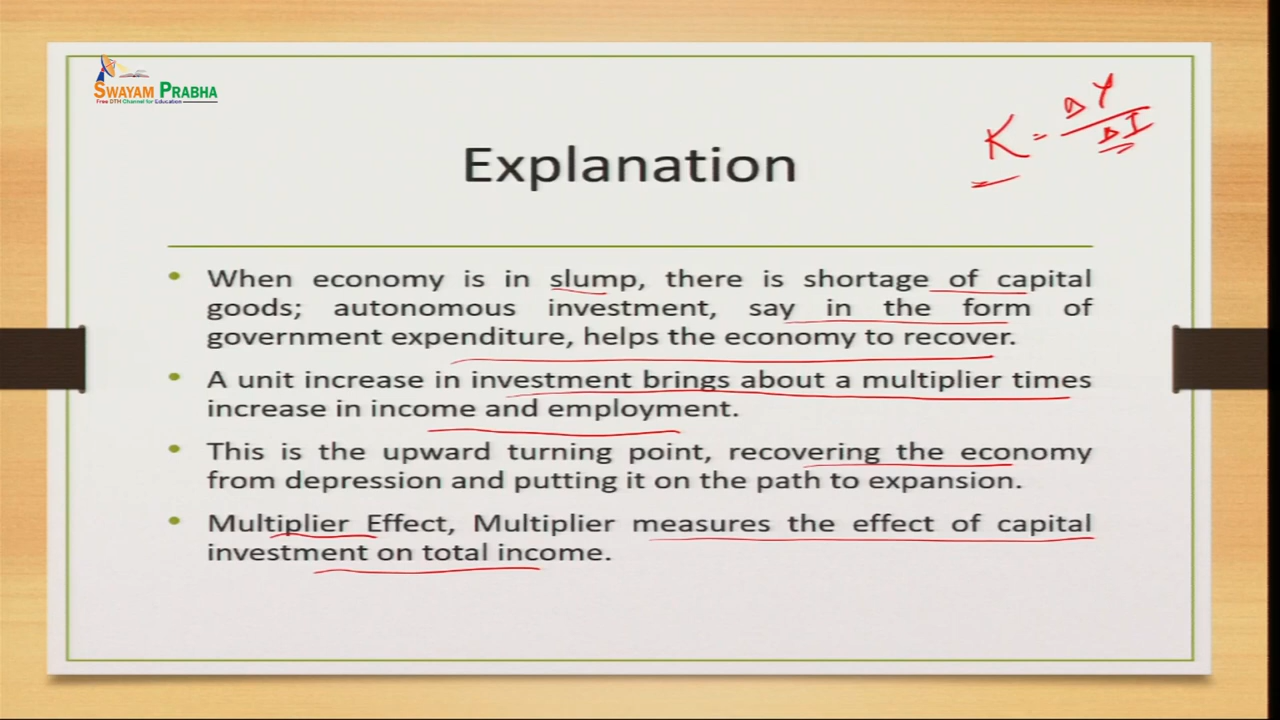 SWAYAM PRABHA
Free DTH Channel for Education
K = ΔY/ΔI
Explanation
• When economy is in slump, there is shortage of capital
goods; autonomous investment, say in the form of
government expenditure, helps the economy to recover.
• A unit increase in investment brings about a multiplier times
increase in income and employment.
• This is the upward turning point, recovering the economy
from depression and putting it on the path to expansion.
• Multiplier Effect, Multiplier measures the effect of capital
investment on total income.